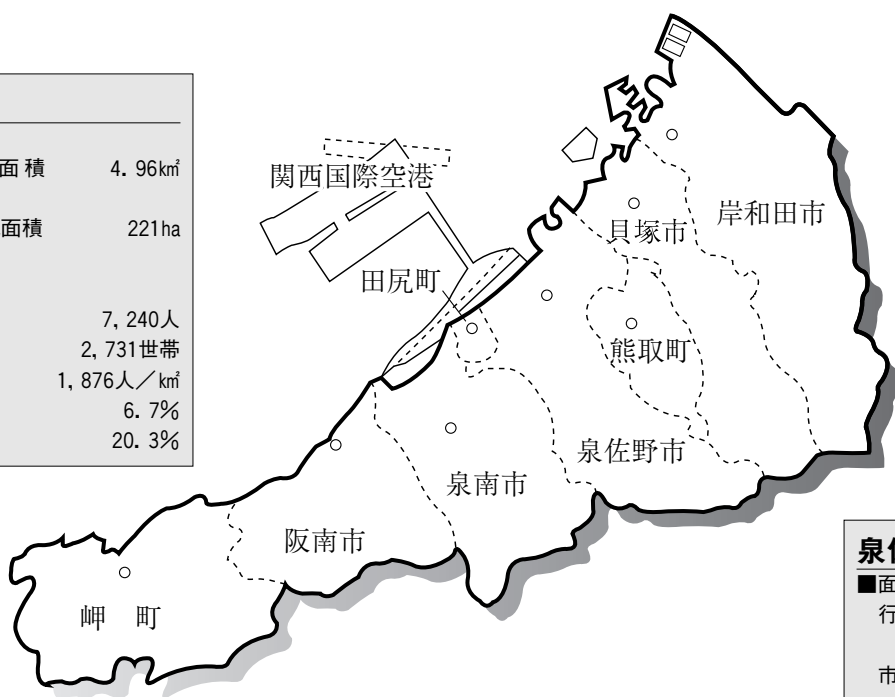 面積 4.96㎢
面積 221ha
7,240人
2,731世帯
1,876人／㎢
6.7%
20.3%
関西国際空港
岸和田市
貝塚市
田尻町
熊取町
泉佐野市
泉南市
阪南市
岬 町
■面
行
市